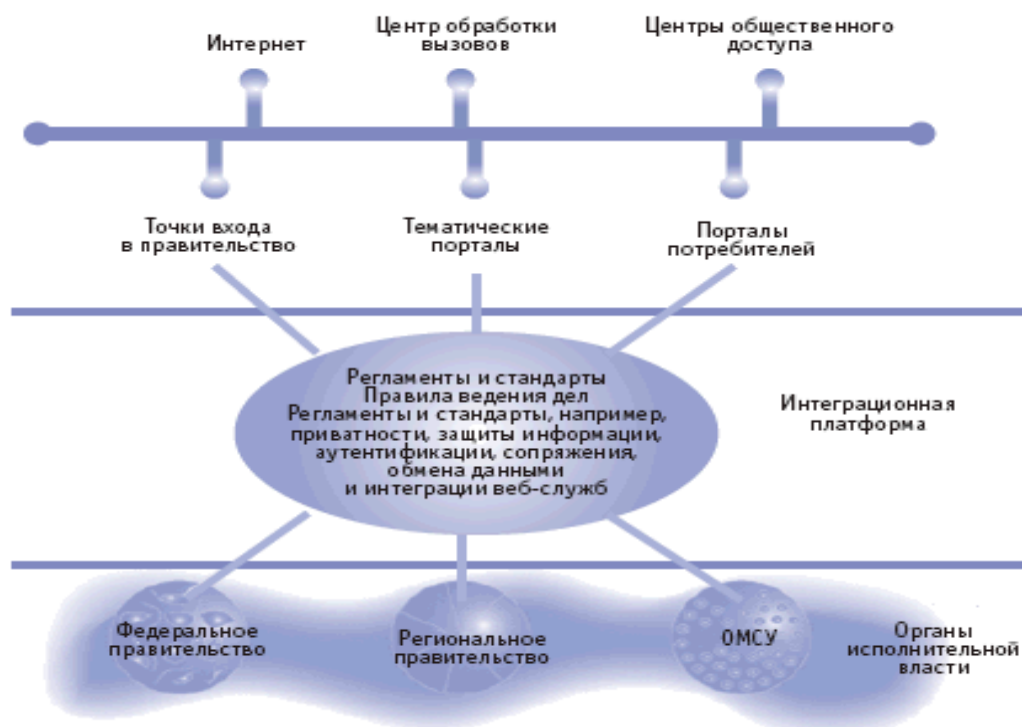 Интернет
Центр обработки
вызовов
Центры общественного
доступа
Точки входа
в правительство
Тематические
порталы
Порталы
потребителей
Регламенты и стандарты
Правила ведения дел
Регламенты и стандарты, например,
приватности, защиты информации,
аутентификации, сопряжения,
обмена данными
и интеграции веб-служб
Интеграционная
платформа
Федеральное
правительство
Региональное
правительство
ОМСУ
Органы
исполнительной
власти